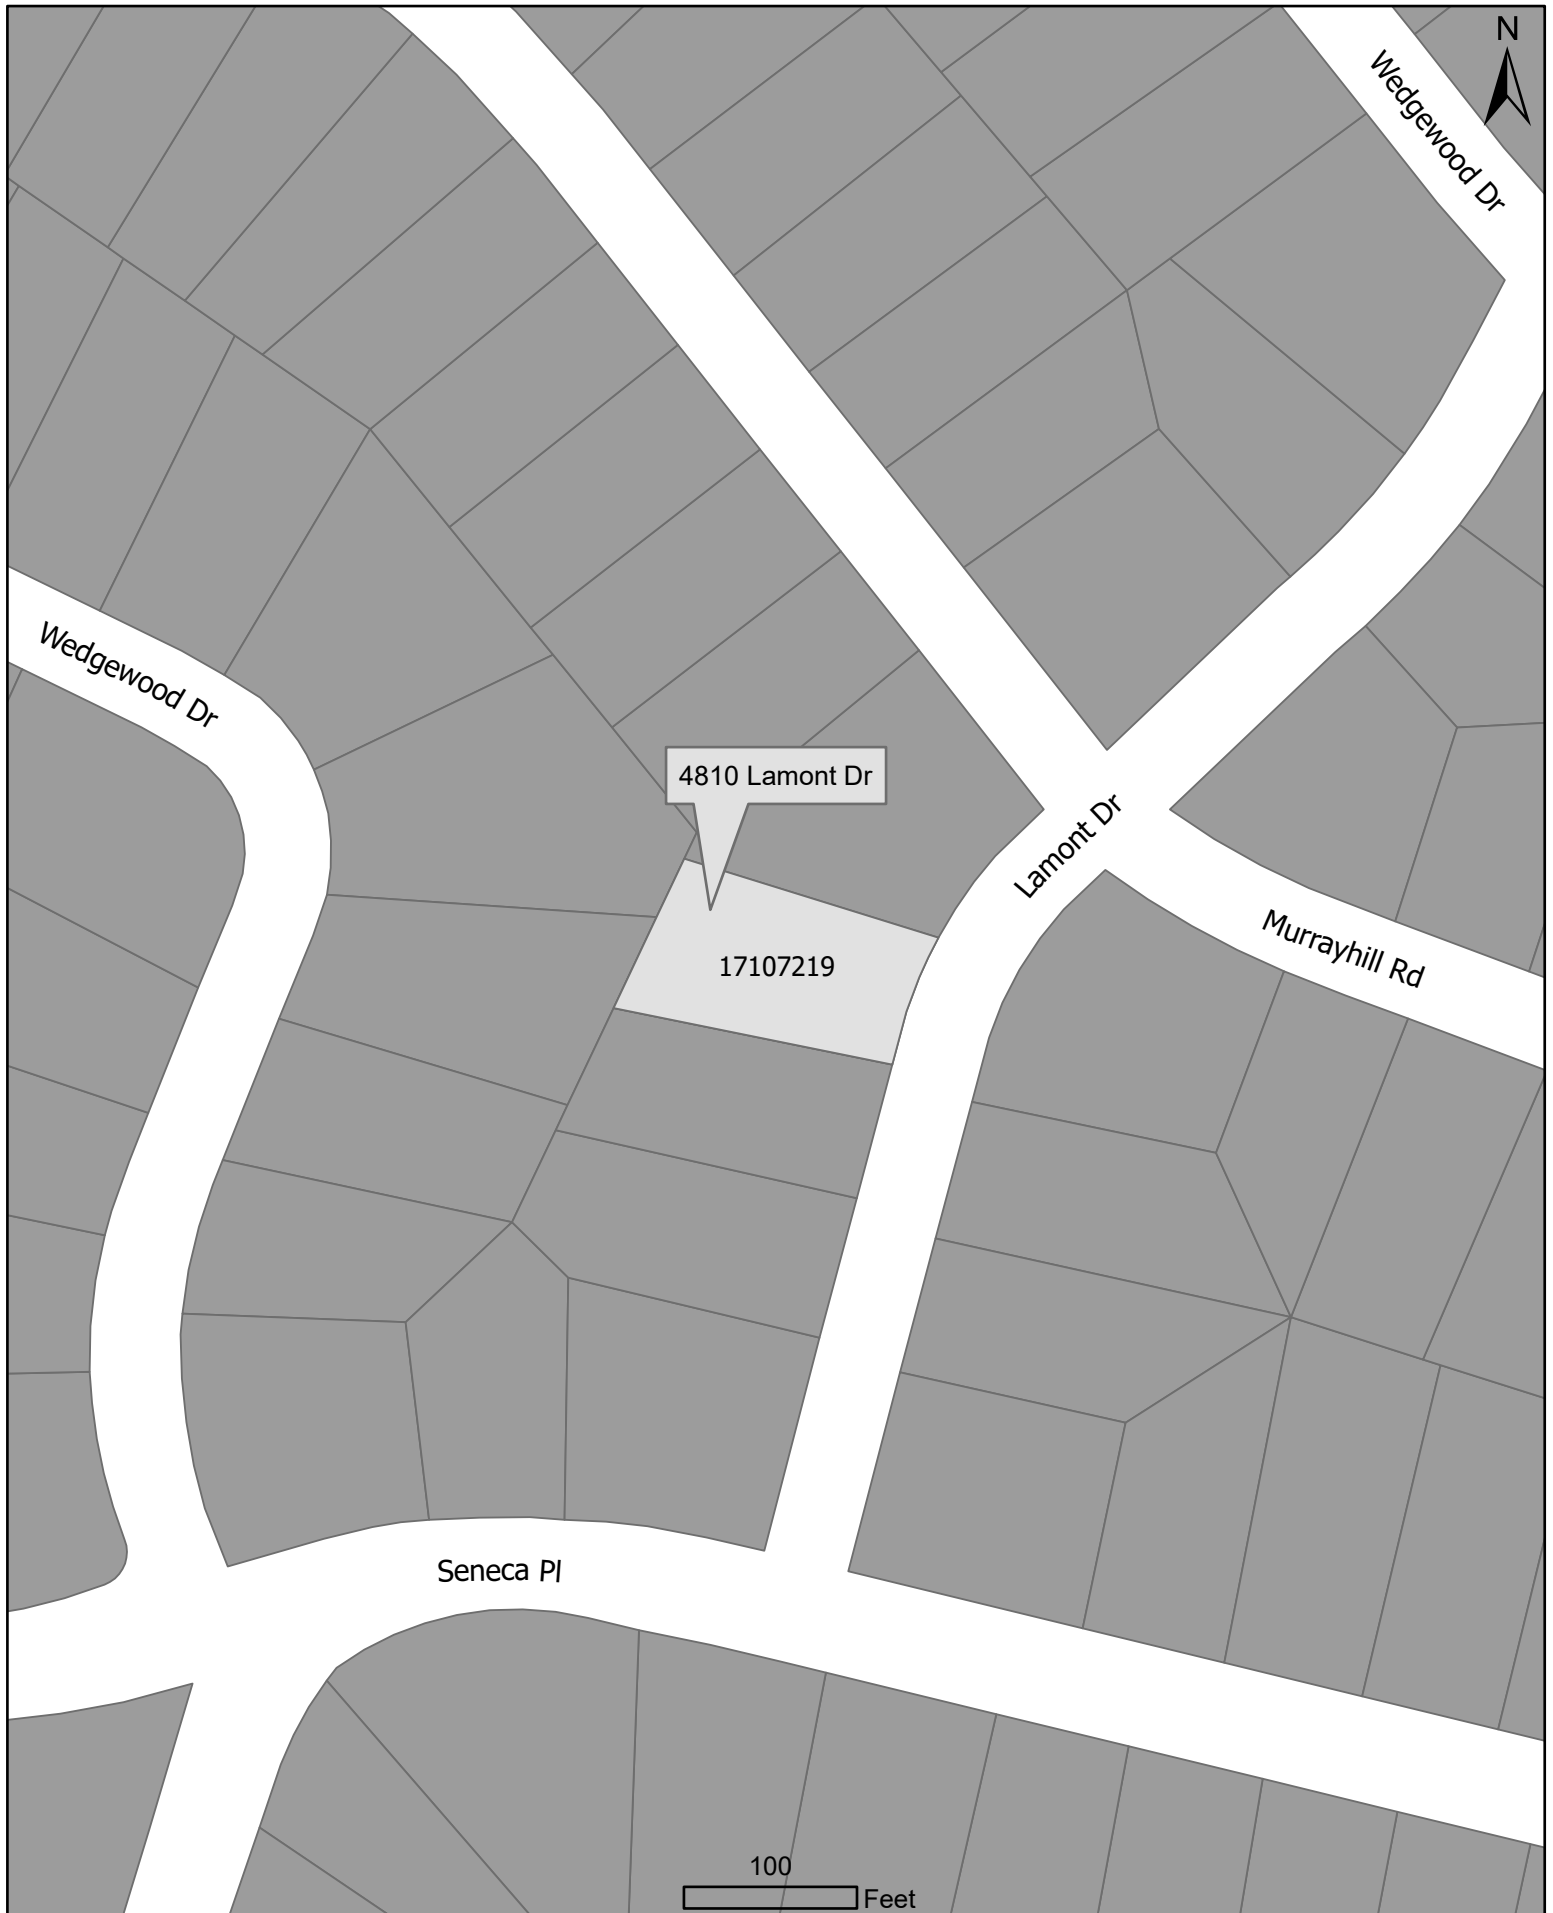 N
Wedgewood Dr
Wedgewood Dr
4810 Lamont Dr
Lamont Dr
Murrayhill Rd
17107219
Seneca Pl
100
Feet